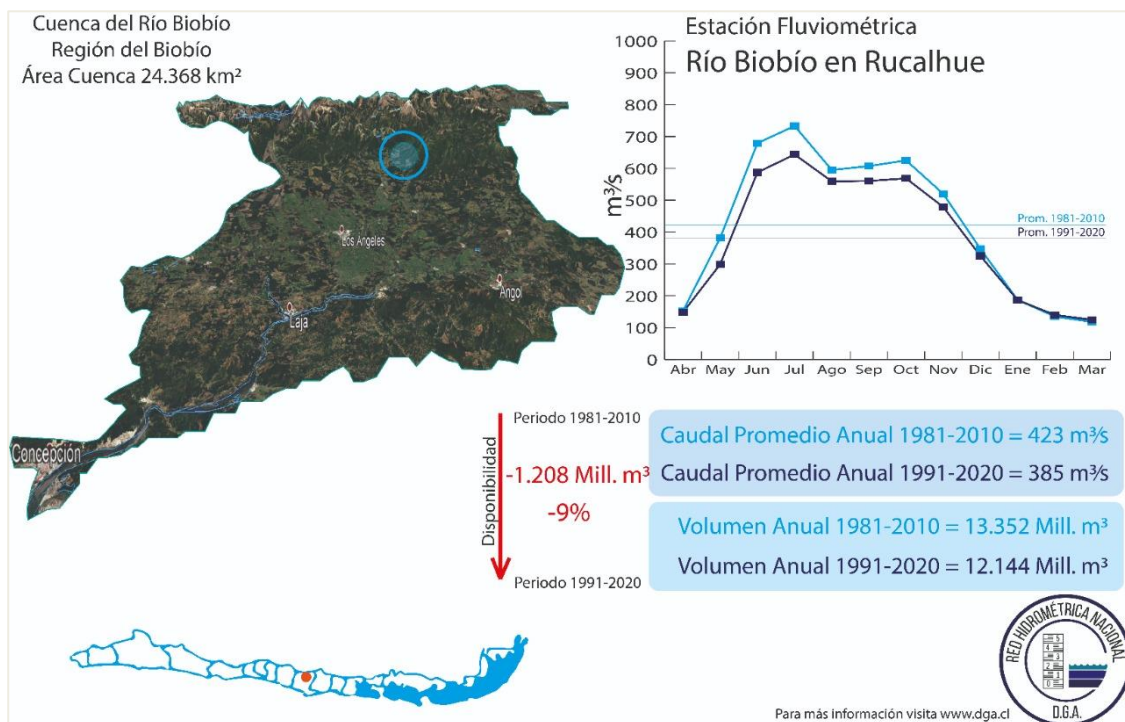 Cuenca del Río Biobío
Región del Biobío
Área Cuenca 24.368 km²
Los Angeles
Angol
Laja
Concepción
Estación Fluviométrica
Río Biobío en Rucalhue
m³/s
1000
900
800
700
600
500
400
300
200
100
0
Prom. 1981-2010
Prom. 1991-2020
Abr May Jun Jul Ago Sep Oct Nov Dic Ene Feb Mar
Disponibilidad
Periodo 1981-2010
-1.208 Mill. m³
-9%
Periodo 1991-2020
Caudal Promedio Anual 1981-2010 = 423 m³/s
Caudal Promedio Anual 1991-2020 = 385 m³/s
Volumen Anual 1981-2010 = 13.352 Mill. m³
Volumen Anual 1991-2020 = 12.144 Mill. m³
RED HIDROMÉTRICA NACIONAL
D.G.A.
Para más información visita www.dga.cl